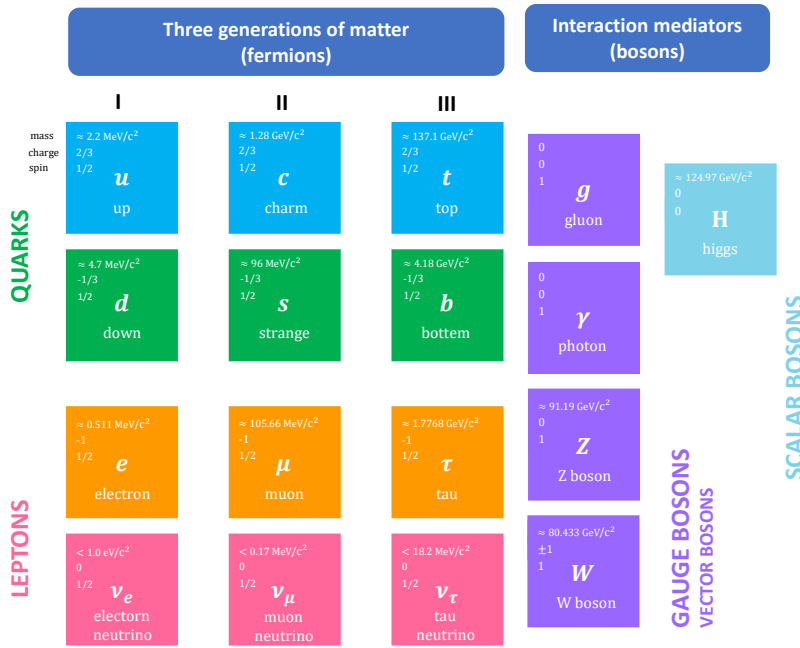 Three generations of matter
(fermions)
Interaction mediators
(bosons)
I
II
III
mass
charge
spin
≈ 2.2 MeV/c²
2/3
1/2
u
up
≈ 1.28 GeV/c²
2/3
1/2
c
charm
≈ 137.1 GeV/c²
2/3
1/2
t
top
0
0
1
g
gluon
≈ 124.97 GeV/c²
0
0
H
higgs
QUARKS
≈ 4.7 MeV/c²
-1/3
1/2
d
down
≈ 96 MeV/c²
-1/3
1/2
s
strange
≈ 4.18 GeV/c²
-1/3
1/2
b
bottem
0
0
1
γ
photon
SCALAR BOSONS
≈ 0.511 MeV/c²
-1
1/2
e
electron
≈ 105.66 MeV/c²
-1
1/2
μ
muon
≈ 1.7768 GeV/c²
-1
1/2
τ
tau
≈ 91.19 GeV/c²
0
1
Z
Z boson
LEPTONS
< 1.0 eV/c²
0
1/2
νₑ
electorn
neutrino
< 0.17 MeV/c²
0
1/2
ν_μ
muon
neutrino
< 18.2 MeV/c²
0
1/2
ν_τ
tau
neutrino
≈ 80.433 GeV/c²
±1
1
W
W boson
GAUGE BOSONS
VECTOR BOSONS